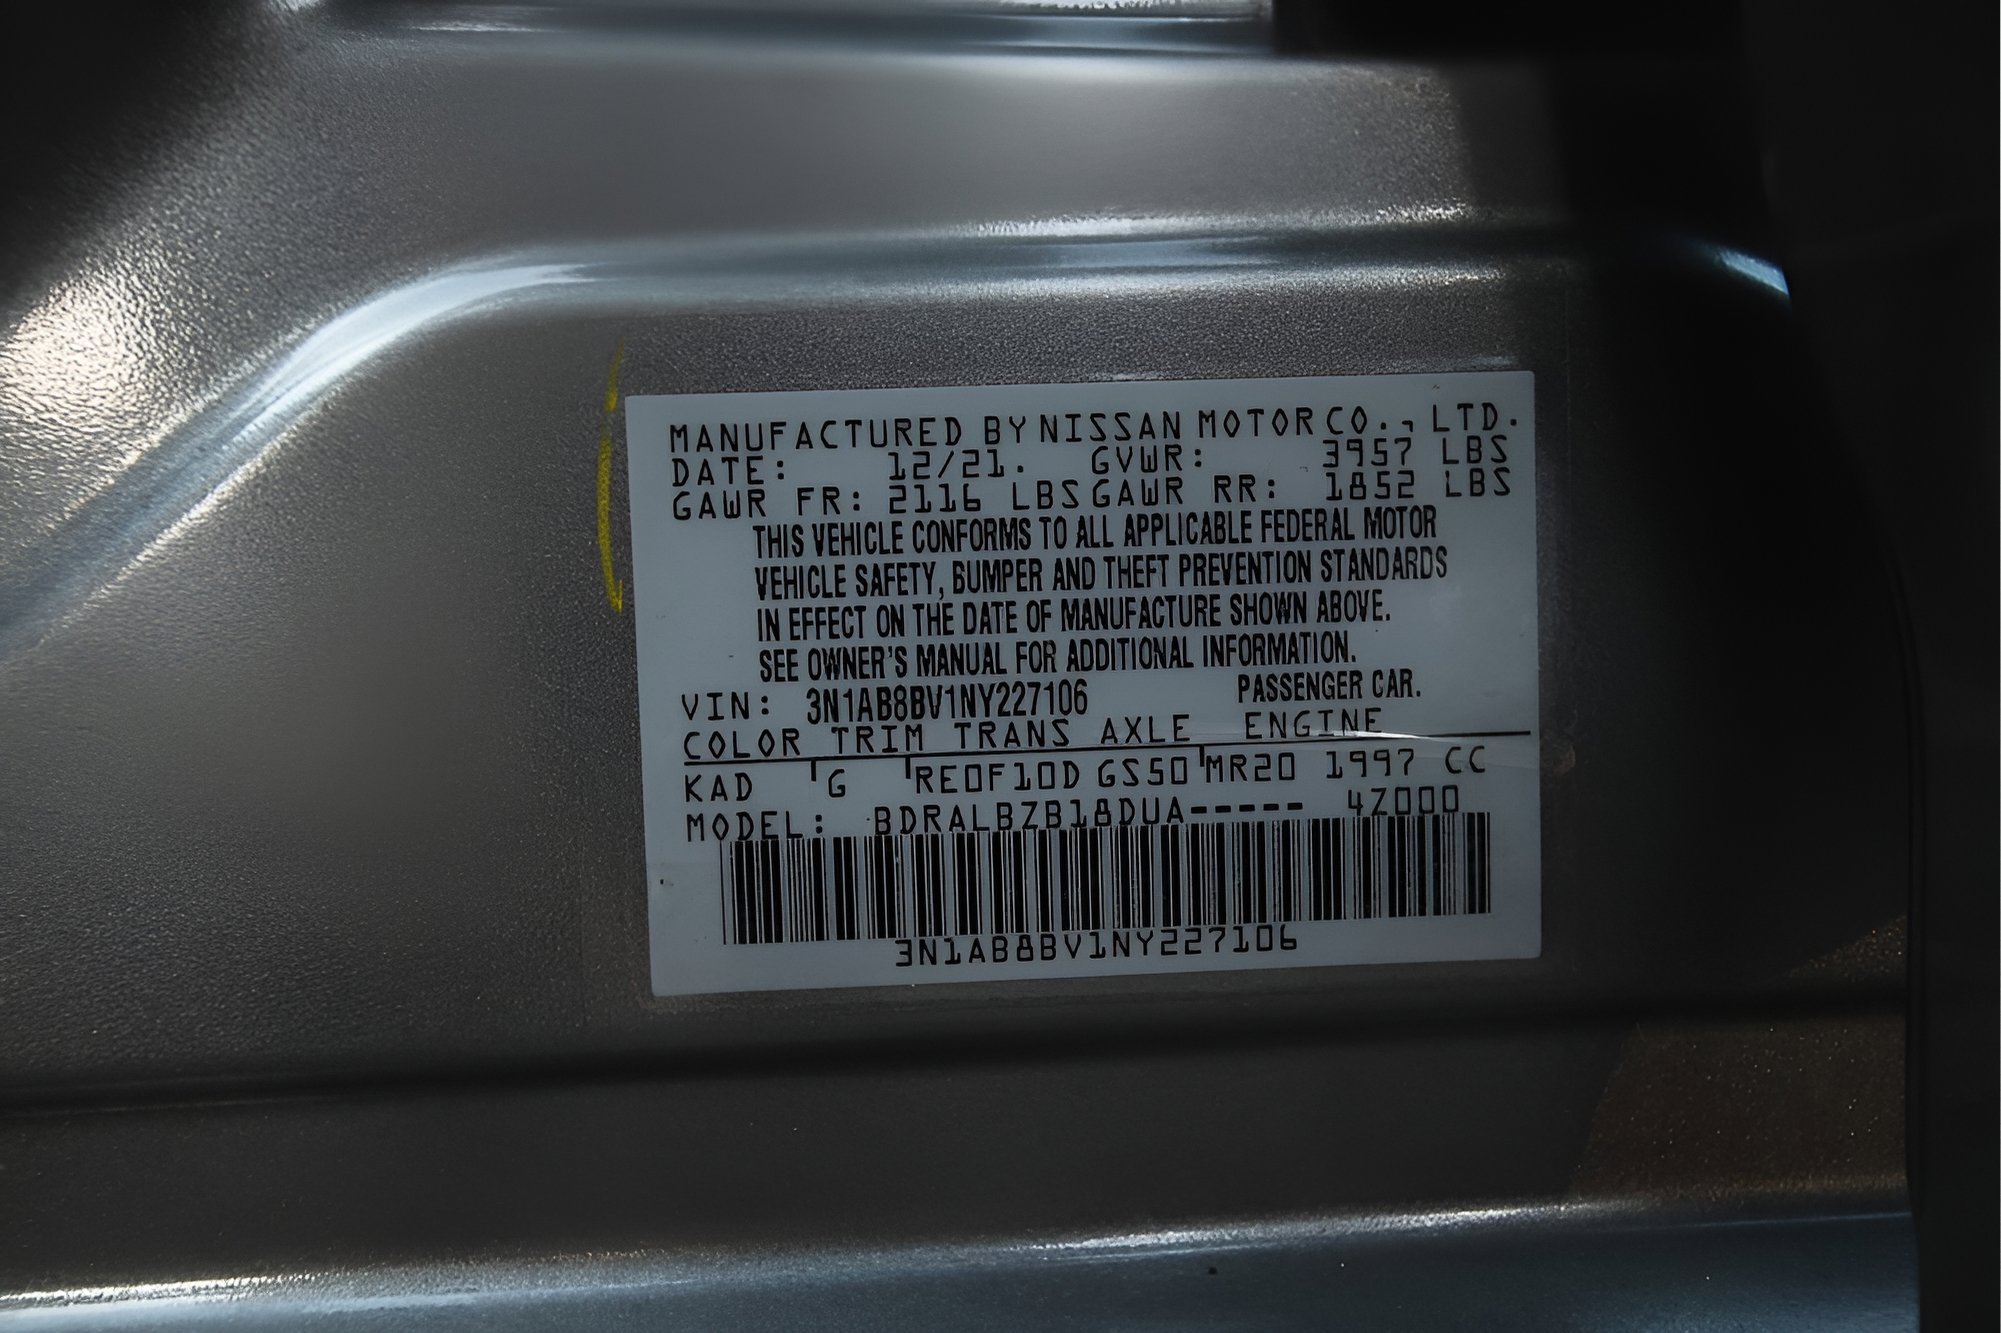 MANUFACTURED BY NISSAN MOTOR CO., LTD.
DATE: 12/21. GVWR: 3957 LBS
GAWR FR: 2116 LBS GAWR RR: 1852 LBS
THIS VEHICLE CONFORMS TO ALL APPLICABLE FEDERAL MOTOR
VEHICLE SAFETY, BUMPER AND THEFT PREVENTION STANDARDS
IN EFFECT ON THE DATE OF MANUFACTURE SHOWN ABOVE.
SEE OWNER'S MANUAL FOR ADDITIONAL INFORMATION.
VIN: 3N1AB8BV1NY227106 PASSENGER CAR.
COLOR TRIM TRANS AXLE ENGINE
KAD G RE0F10D GS50 MR20 1997 CC
MODEL: BDRALBZB18DUA----- 4Z000
3N1AB8BV1NY227106